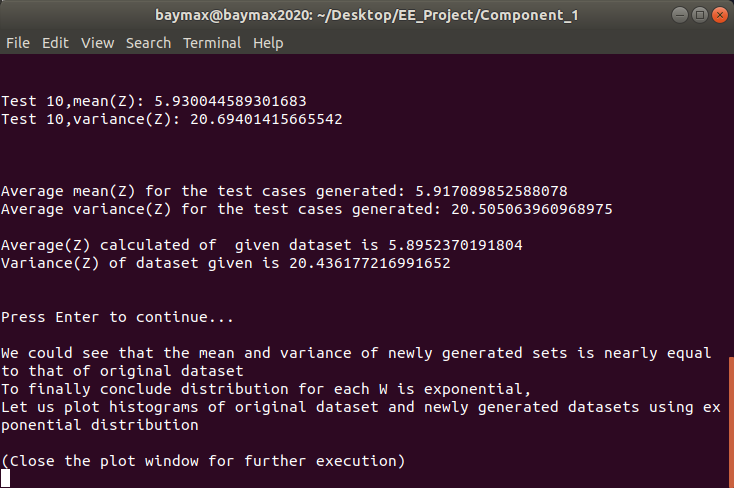 baymax@baymax2020: ~/Desktop/EE_Project/Component_1
File Edit View Search Terminal Help
Test 10,mean(Z): 5.930044589301683
Test 10,variance(Z): 20.69401415665542
Average mean(Z) for the test cases generated: 5.917089852588078
Average variance(Z) for the test cases generated: 20.505063960968975
Average(Z) calculated of  given dataset is 5.8952370191804
Variance(Z) of dataset given is 20.436177216991652
Press Enter to continue...
We could see that the mean and variance of newly generated sets is nearly equal
to that of original dataset
To finally conclude distribution for each W is exponential,
Let us plot histograms of original dataset and newly generated datasets using ex
ponential distribution
(Close the plot window for further execution)